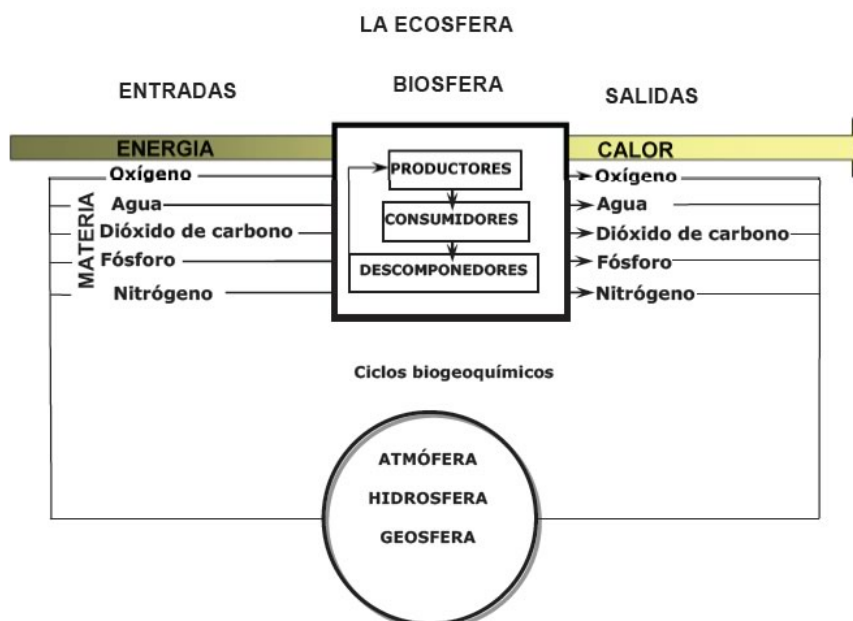 LA ECOSFERA
ENTRADAS
BIOSFERA
SALIDAS
ENERGIA
CALOR
MATERIA
Oxígeno
Agua
Dióxido de carbono
Fósforo
Nitrógeno
PRODUCTORES
CONSUMIDORES
DESCOMPONEDORES
Oxígeno
Agua
Dióxido de carbono
Fósforo
Nitrógeno
Ciclos biogeoquímicos
ATMÓFERA
HIDROSFERA
GEOSFERA